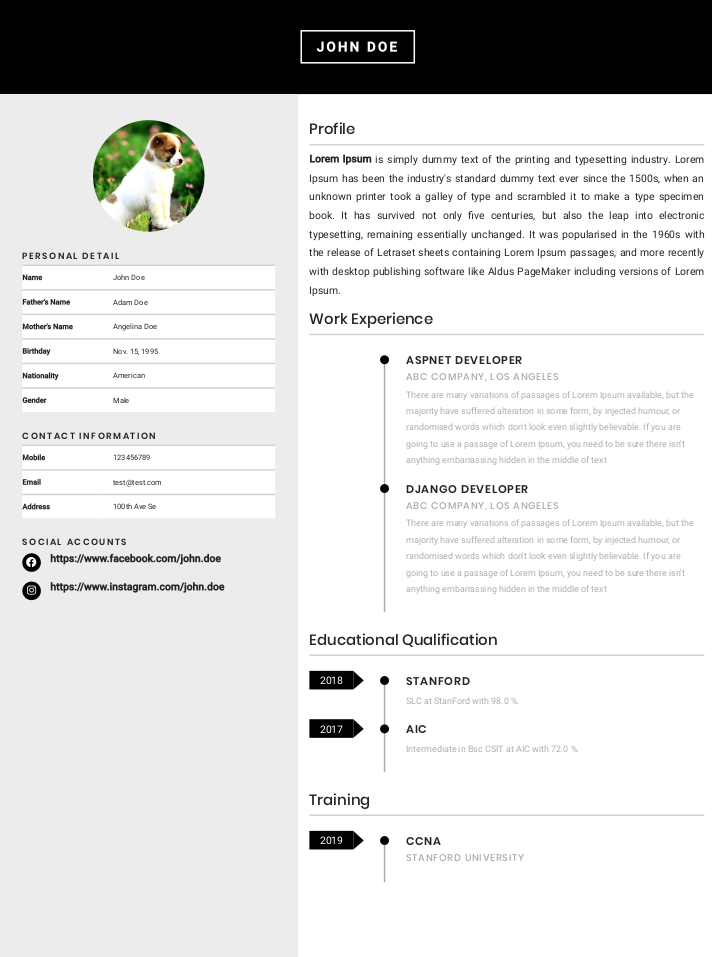 JOHN DOE
PERSONAL DETAIL
Name John Doe
Father's Name Adam Doe
Mother's Name Angelina Doe
Birthday Nov. 15, 1995
Nationality American
Gender Male
CONTACT INFORMATION
Mobile 123456789
Email test@test.com
Address 100th Ave Se
SOCIAL ACCOUNTS
https://www.facebook.com/john.doe
https://www.instagram.com/john.doe
Profile
Lorem Ipsum is simply dummy text of the printing and typesetting industry. Lorem
Ipsum has been the industry's standard dummy text ever since the 1500s, when an
unknown printer took a galley of type and scrambled it to make a type specimen
book. It has survived not only five centuries, but also the leap into electronic
typesetting, remaining essentially unchanged. It was popularised in the 1960s with
the release of Letraset sheets containing Lorem Ipsum passages, and more recently
with desktop publishing software like Aldus PageMaker including versions of Lorem
Ipsum.
Work Experience
ASPNET DEVELOPER
ABC COMPANY, LOS ANGELES
There are many variations of passages of Lorem Ipsum available, but the
majority have suffered alteration in some form, by injected humour, or
randomised words which don't look even slightly believable. If you are
going to use a passage of Lorem Ipsum, you need to be sure there isn't
anything embarrassing hidden in the middle of text
DJANGO DEVELOPER
ABC COMPANY, LOS ANGELES
There are many variations of passages of Lorem Ipsum available, but the
majority have suffered alteration in some form, by injected humour, or
randomised words which don't look even slightly believable. If you are
going to use a passage of Lorem Ipsum, you need to be sure there isn't
anything embarrassing hidden in the middle of text
Educational Qualification
2018 STANFORD
SLC at StanFord with 98.0 %.
2017 AIC
Intermediate in Bsc CSIT at AIC with 72.0 %.
Training
2019 CCNA
STANFORD UNIVERSITY